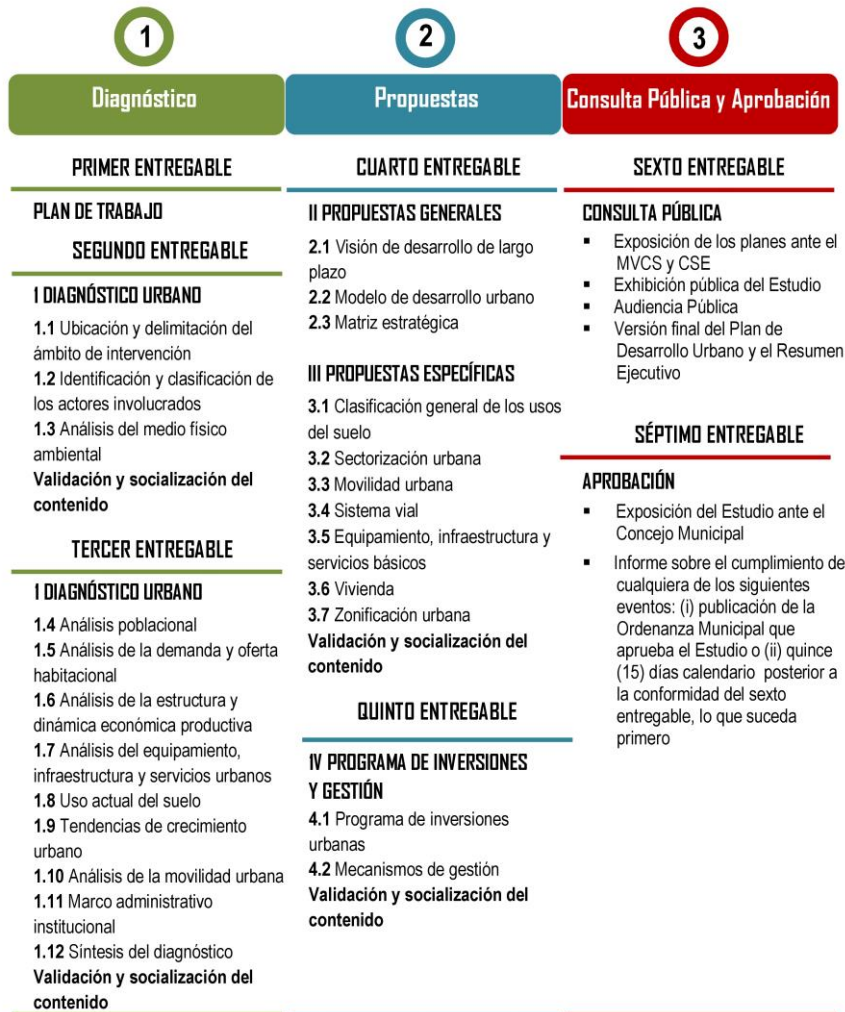 1
Diagnóstico
PRIMER ENTREGABLE
PLAN DE TRABAJO
SEGUNDO ENTREGABLE
1 DIAGNÓSTICO URBANO
1.1 Ubicación y delimitación del
ámbito de intervención
1.2 Identificación y clasificación de
los actores involucrados
1.3 Análisis del medio físico
ambiental
Validación y socialización del
contenido
TERCER ENTREGABLE
1 DIAGNÓSTICO URBANO
1.4 Análisis poblacional
1.5 Análisis de la demanda y oferta
habitacional
1.6 Análisis de la estructura y
dinámica económica productiva
1.7 Análisis del equipamiento,
infraestructura y servicios urbanos
1.8 Uso actual del suelo
1.9 Tendencias de crecimiento
urbano
1.10 Análisis de la movilidad urbana
1.11 Marco administrativo
institucional
1.12 Síntesis del diagnóstico
Validación y socialización del
contenido
2
Propuestas
CUARTO ENTREGABLE
II PROPUESTAS GENERALES
2.1 Visión de desarrollo de largo
plazo
2.2 Modelo de desarrollo urbano
2.3 Matriz estratégica
III PROPUESTAS ESPECÍFICAS
3.1 Clasificación general de los usos
del suelo
3.2 Sectorización urbana
3.3 Movilidad urbana
3.4 Sistema vial
3.5 Equipamiento, infraestructura y
servicios básicos
3.6 Vivienda
3.7 Zonificación urbana
Validación y socialización del
contenido
QUINTO ENTREGABLE
1V PROGRAMA DE INVERSIONES
Y GESTIÓN
4.1 Programa de inversiones
urbanas
4.2 Mecanismos de gestión
Validación y socialización del
contenido
3
Consulta Pública y Aprobación
SEXTO ENTREGABLE
CONSULTA PÚBLICA
▪ Exposición de los planes ante el
MVCS y CSE
▪ Exhibición pública del Estudio
▪ Audiencia Pública
▪ Versión final del Plan de
Desarrollo Urbano y el Resumen
Ejecutivo
SÉPTIMO ENTREGABLE
APROBACIÓN
▪ Exposición del Estudio ante el
Concejo Municipal
▪ Informe sobre el cumplimiento de
cualquiera de los siguientes
eventos: (i) publicación de la
Ordenanza Municipal que
aprueba el Estudio o (ii) quince
(15) días calendario posterior a
la conformidad del sexto
entregable, lo que suceda
primero